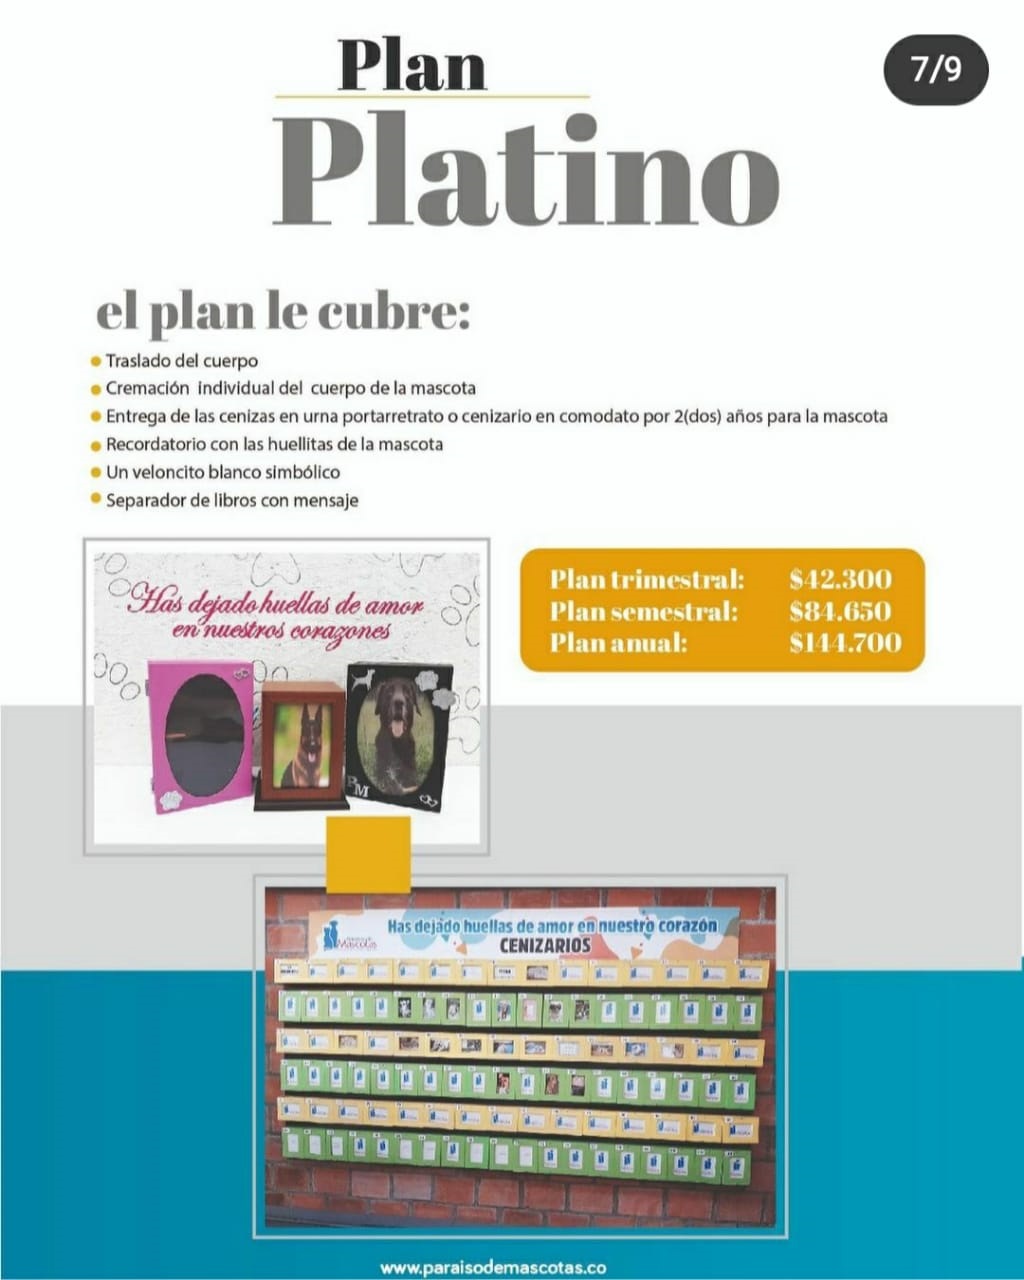 Plan
7/9
Platino
el plan le cubre:
Traslado del cuerpo
Cremación individual del cuerpo de la mascota
Entrega de las cenizas en urna portarretrato o cenizario en comodato por 2(dos) años para la mascota
Recordatorio con las huellitas de la mascota
Un veloncito blanco simbólico
Separador de libros con mensaje
Has dejado huellas de amor
en nuestros corazones
Plan trimestral: $42.300
Plan semestral: $84.650
Plan anual: $144.700
Has dejado huellas de amor en nuestro corazón
Mascotas
CENIZARIOS
www.paraisodemascotas.co